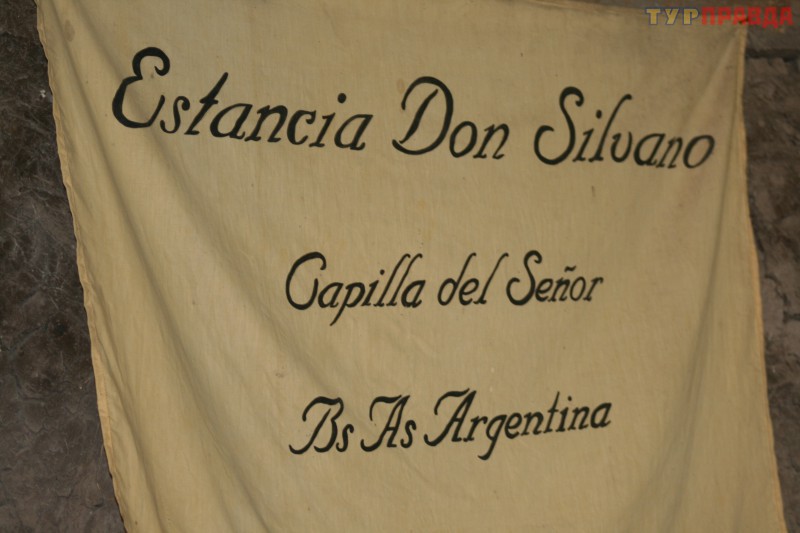 ТУРПРАВДА
Estancia Don Silvano
Capilla del Señor
Bs As Argentina